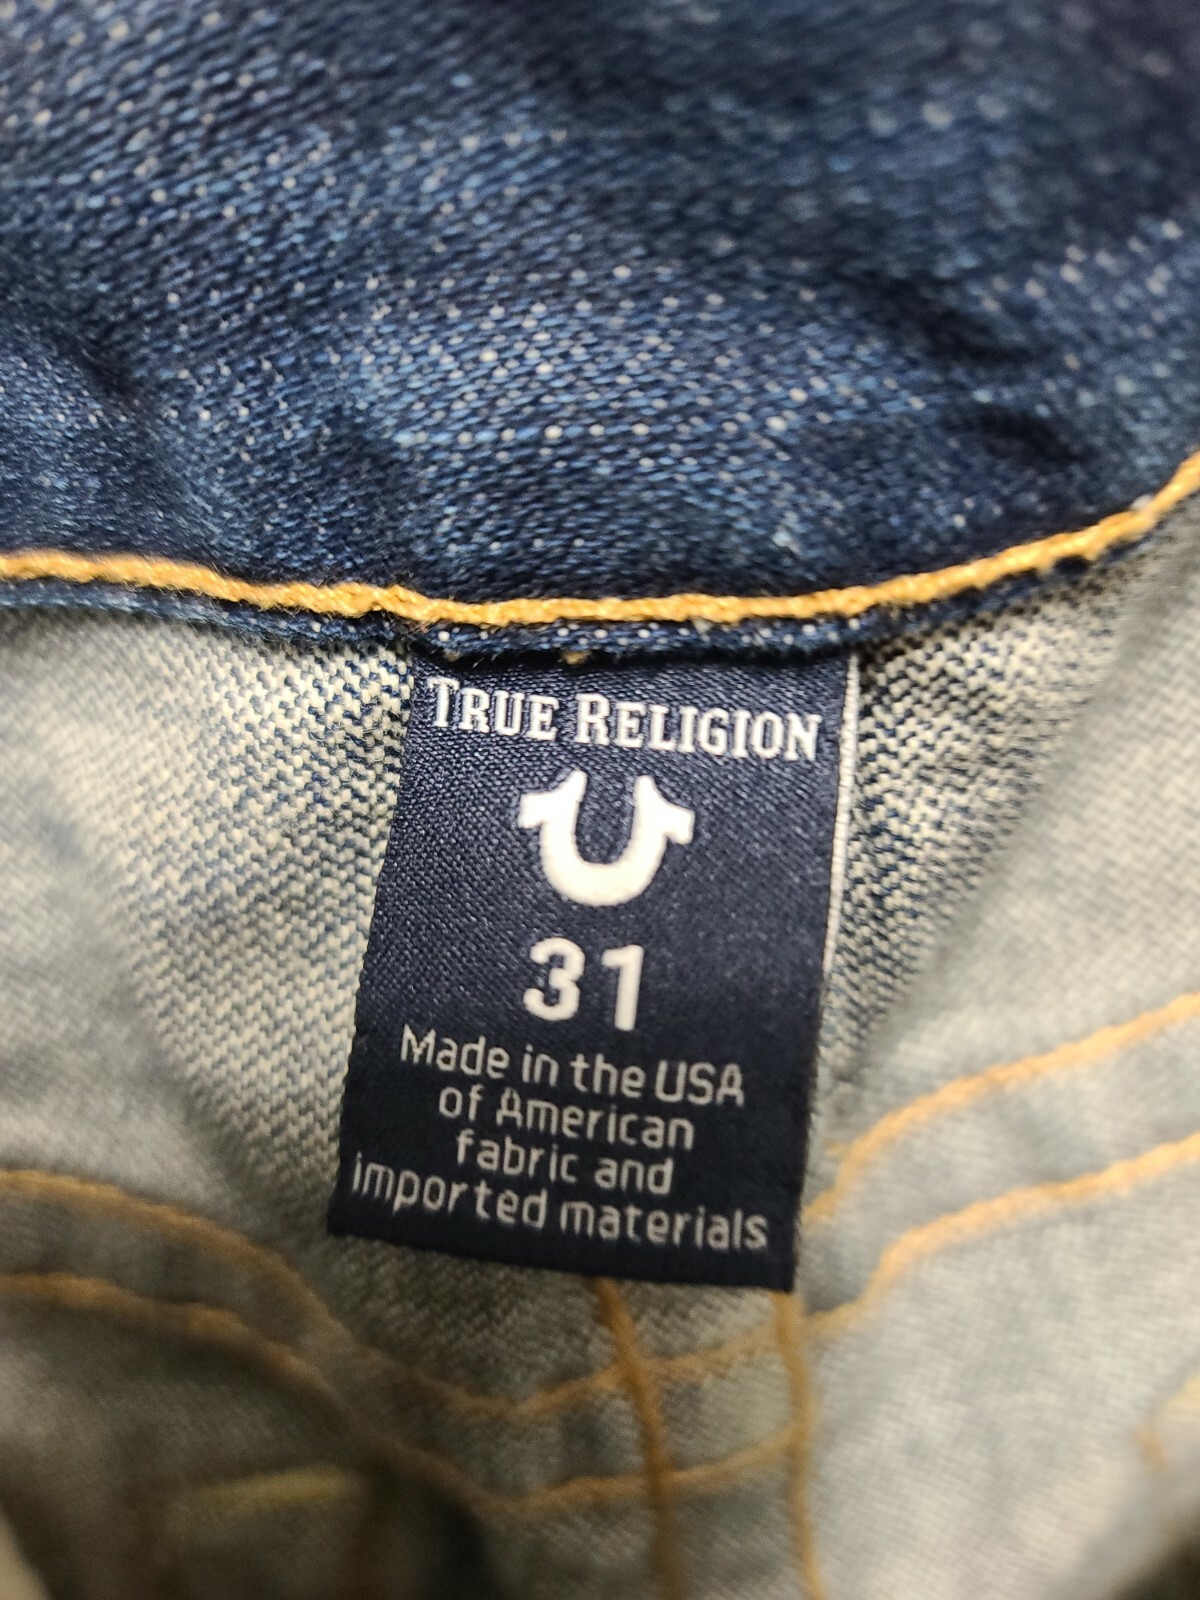 TRUE RELIGION
31
Made in the USA
of American
fabric and
imported materials